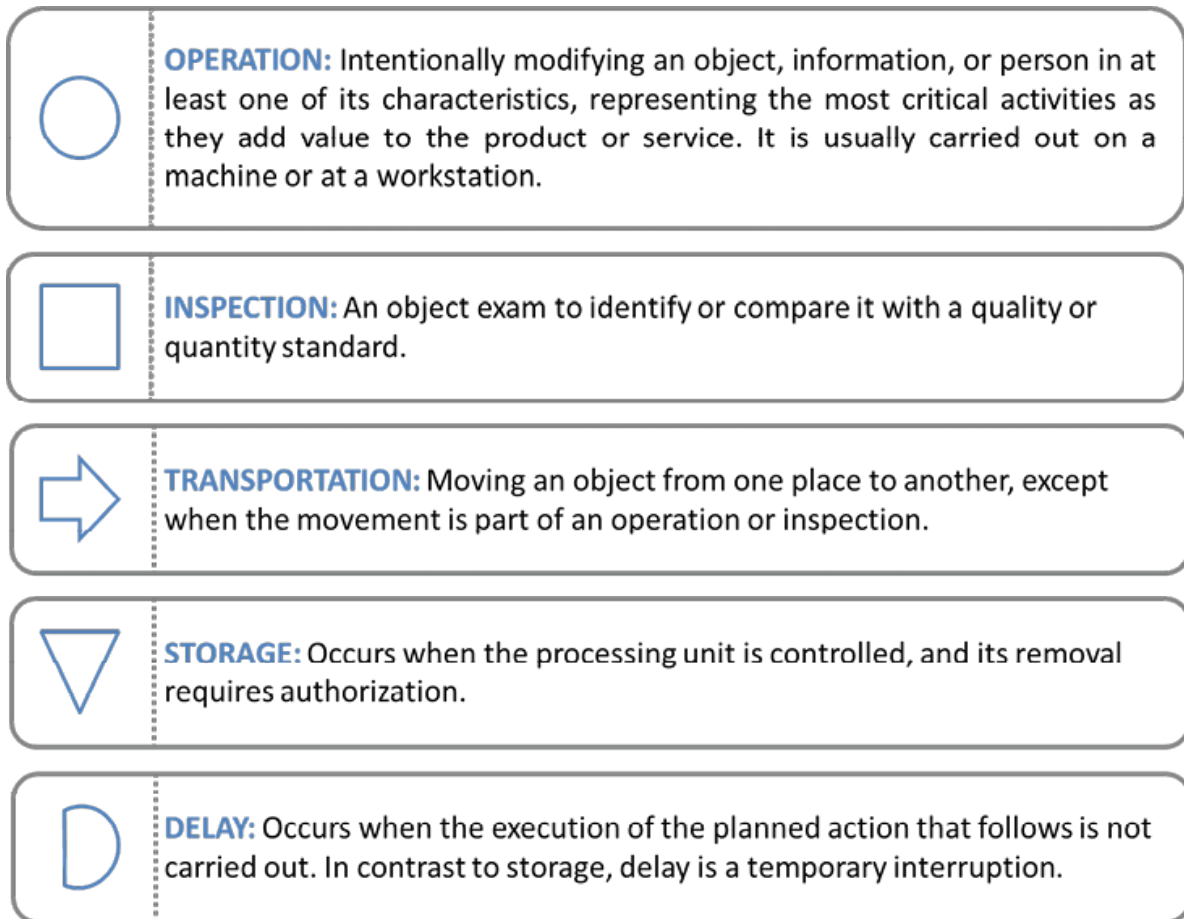 OPERATION: Intentionally modifying an object, information, or person in at
least one of its characteristics, representing the most critical activities as
they add value to the product or service. It is usually carried out on a
machine or at a workstation.
INSPECTION: An object exam to identify or compare it with a quality or
quantity standard.
TRANSPORTATION: Moving an object from one place to another, except
when the movement is part of an operation or inspection.
STORAGE: Occurs when the processing unit is controlled, and its removal
requires authorization.
DELAY: Occurs when the execution of the planned action that follows is not
carried out. In contrast to storage, delay is a temporary interruption.